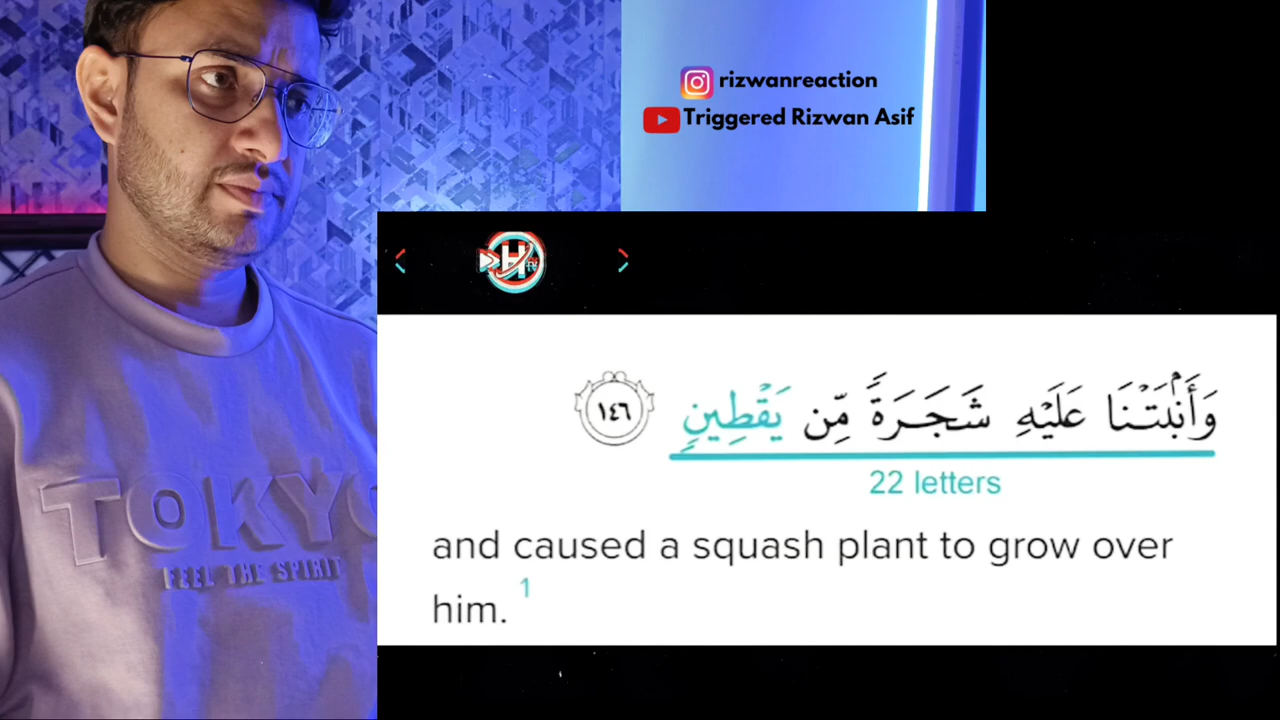 rizwanreaction
Triggered Rizwan Asif
H TV
وَأَنۢبَتْنَا عَلَيْهِ شَجَرَةً مِّن يَقْطِينٍ ١٤٦
22 letters
and caused a squash plant to grow over
him. 1
TOKYO
FEEL THE SPIRIT